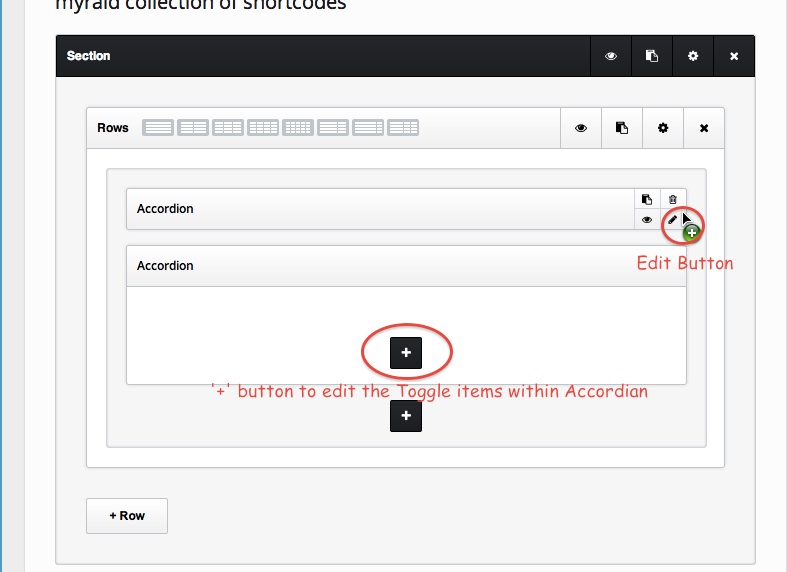 myraid collection of shortcodes
Section
Rows
Accordion
Edit Button
Accordion
+
'+' button to edit the Toggle items within Accordian
+
+ Row